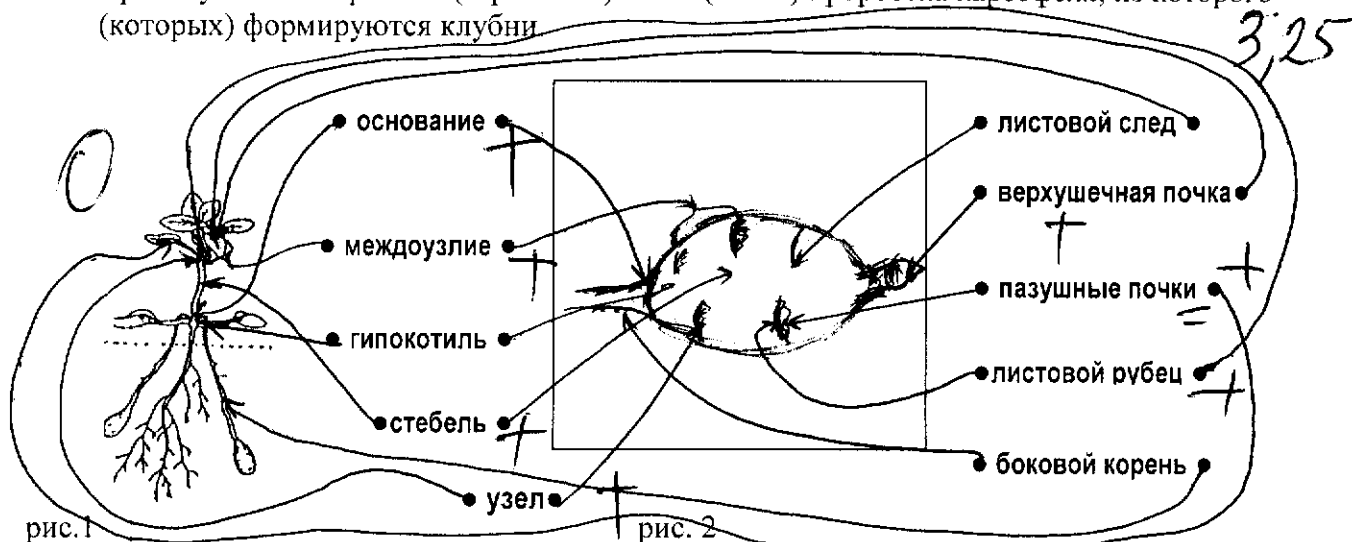 (которых) формируются клубни
3,25
0
основание
листовой след
верхушечная почка
междоузлие
пазушные почки
гипокотиль
листовой рубец
стебель
боковой корень
узел
рис.1
рис. 2